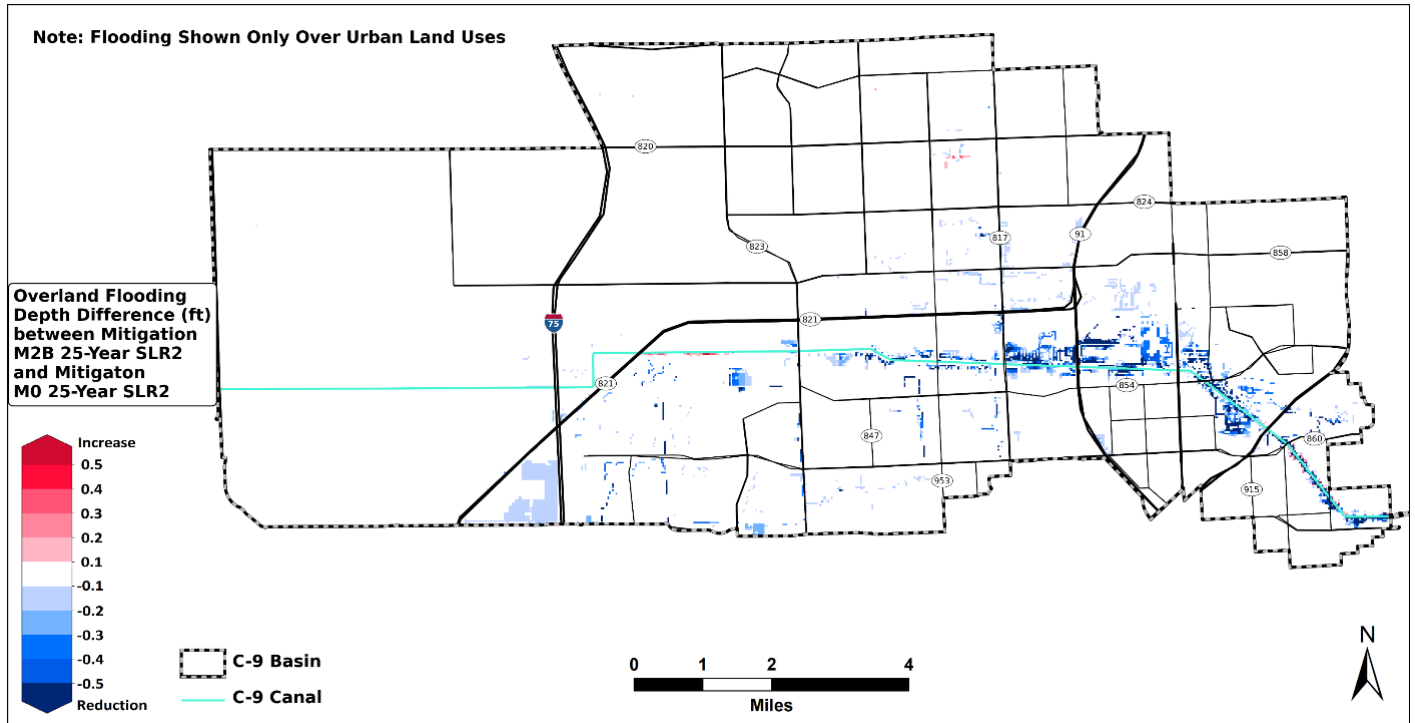 Note: Flooding Shown Only Over Urban Land Uses
820
824
823
817
91
858
Overland Flooding
Depth Difference (ft)
between Mitigation
M2B 25-Year SLR2
and Mitigaton
M0 25-Year SLR2
75
821
821
854
847
860
953
915
Increase
0.5
0.4
0.3
0.1
-0.1
-0.2
-0.3
-0.4
-0.5
Reduction
C-9 Basin
C-9 Canal
0 1 2 4
Miles
N